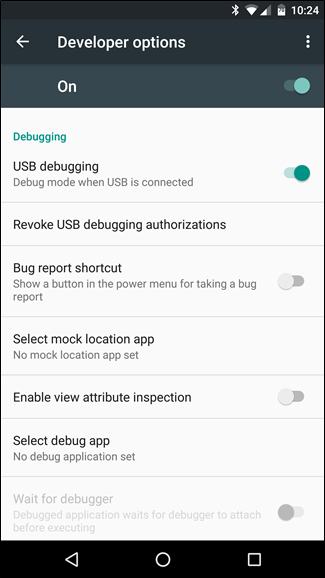 10:24
Developer options
On
Debugging
USB debugging
Debug mode when USB is connected
Revoke USB debugging authorizations
Bug report shortcut
Show a button in the power menu for taking a bug
report
Select mock location app
No mock location app set
Enable view attribute inspection
Select debug app
No debug application set
Wait for debugger
Debugged application waits for debugger to attach
before executing